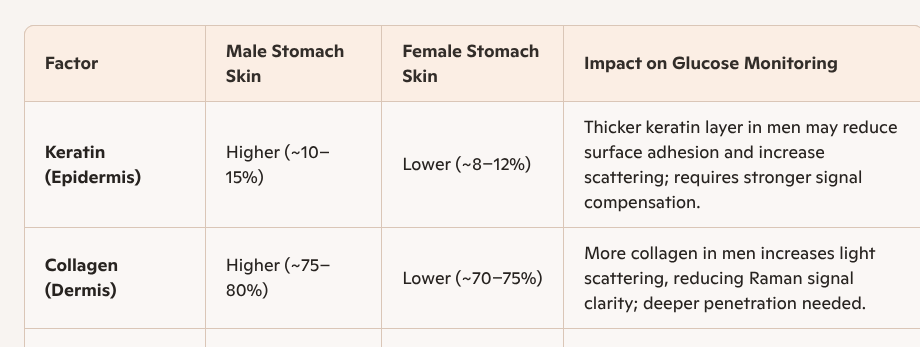 Factor
Male Stomach
Skin
Female Stomach
Skin
Impact on Glucose Monitoring
Keratin
(Epidermis)
Higher (~10–
15%)
Lower (~8–12%)
Thicker keratin layer in men may reduce
surface adhesion and increase
scattering; requires stronger signal
compensation.
Collagen
(Dermis)
Higher (~75–
80%)
Lower (~70–75%)
More collagen in men increases light
scattering, reducing Raman signal
clarity; deeper penetration needed.